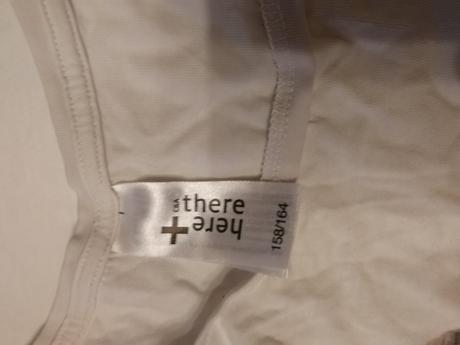 C&A
there
+
here
158/164